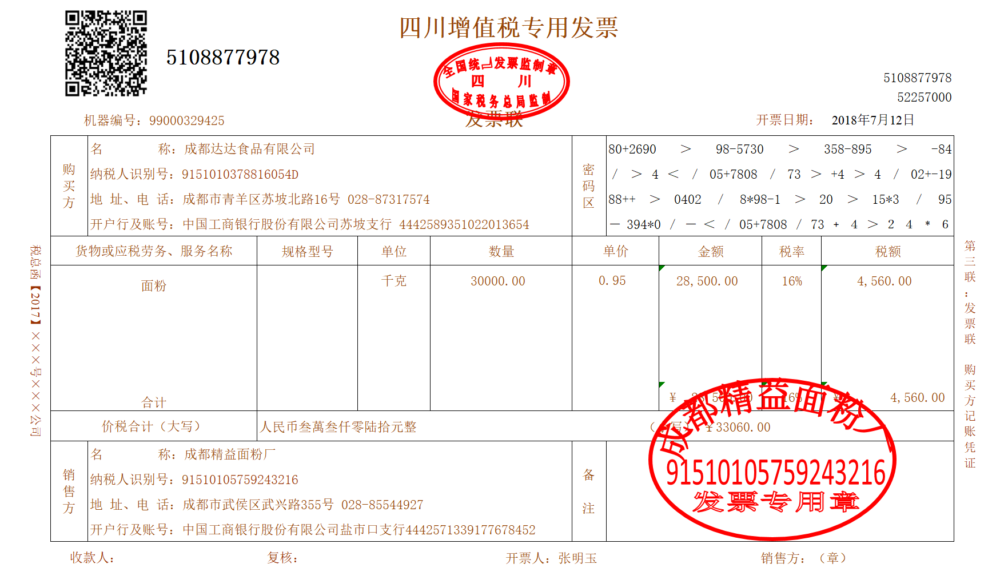 四川增值税专用发票
5108877978
全国统一发票监制章
四 川
国家税务总局监制
发票联
5108877978
52257000
机器编号：99000329425
开票日期： 2018年7月12日
购买方
名 称：成都达达食品有限公司
纳税人识别号：9151010378816054D
地 址、电 话：成都市青羊区苏坡北路16号 028-87317574
开户行及账号：中国工商银行股份有限公司苏坡支行 4442589351022013654
密码区
80+2690 > 98-5730 > 358-895 > -84
/ > 4 < / 05+7808 / 73 > +4 > 4 / 02+-19
88++ > 0402 / 8*98-1 > 20 > 15*3 / 95
－ 394*0 / － < / 05+7808 / 73 + 4 > 2 4 * 6
货物或应税劳务、服务名称 规格型号 单位 数量 单价 金额 税率 税额
面粉 千克 30000.00 0.95 28,500.00 16% 4,560.00
合计 ¥ 28,500.00 16% ¥ 4,560.00
价税合计（大写） 人民币叁萬叁仟零陆拾元整 （小写）￥33060.00
销售方
名 称：成都精益面粉厂
纳税人识别号：91510105759243216
地 址、电 话：成都市武侯区武兴路355号 028-85544927
开户行及账号：中国工商银行股份有限公司盐市口支行4442571339177678452
备注
成都精益面粉厂
91510105759243216
发票专用章
收款人： 复核： 开票人：张明玉 销售方：（章）
税总函【2017】×××号×××公司
第三联：发票联 购买方记账凭证